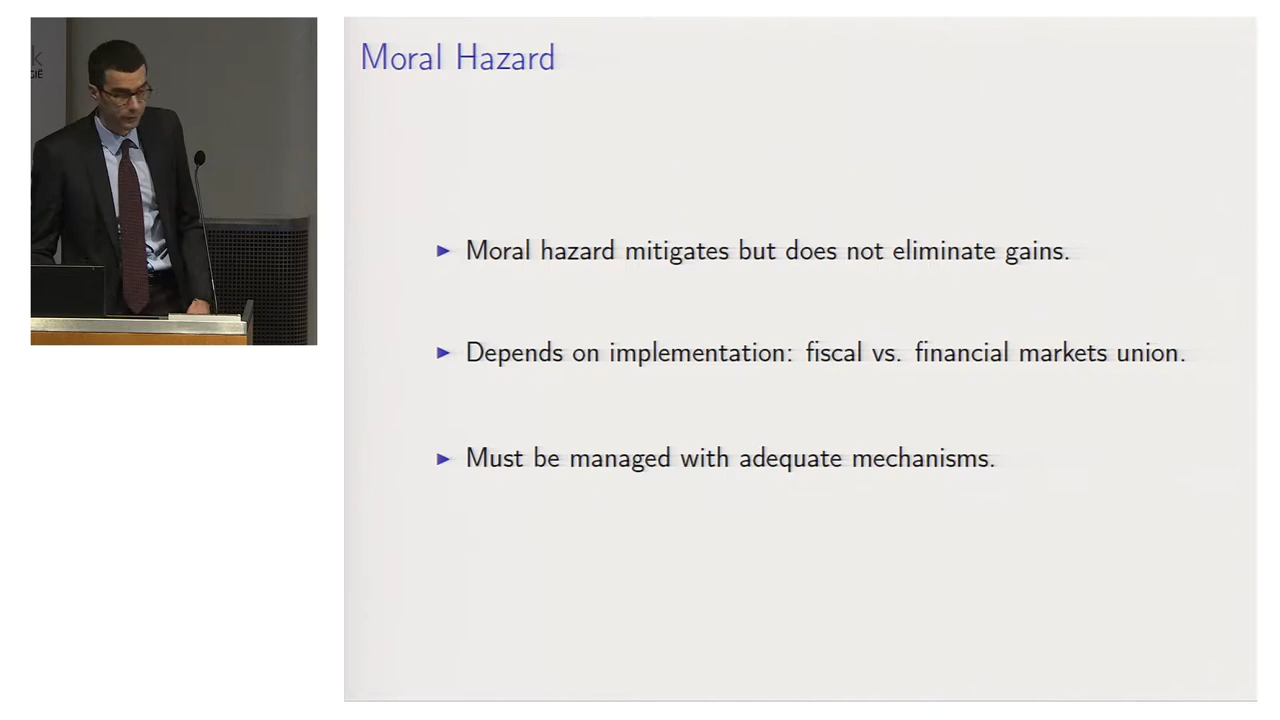 k
GIË
Moral Hazard
▶ Moral hazard mitigates but does not eliminate gains.
▶ Depends on implementation: fiscal vs. financial markets union.
▶ Must be managed with adequate mechanisms.